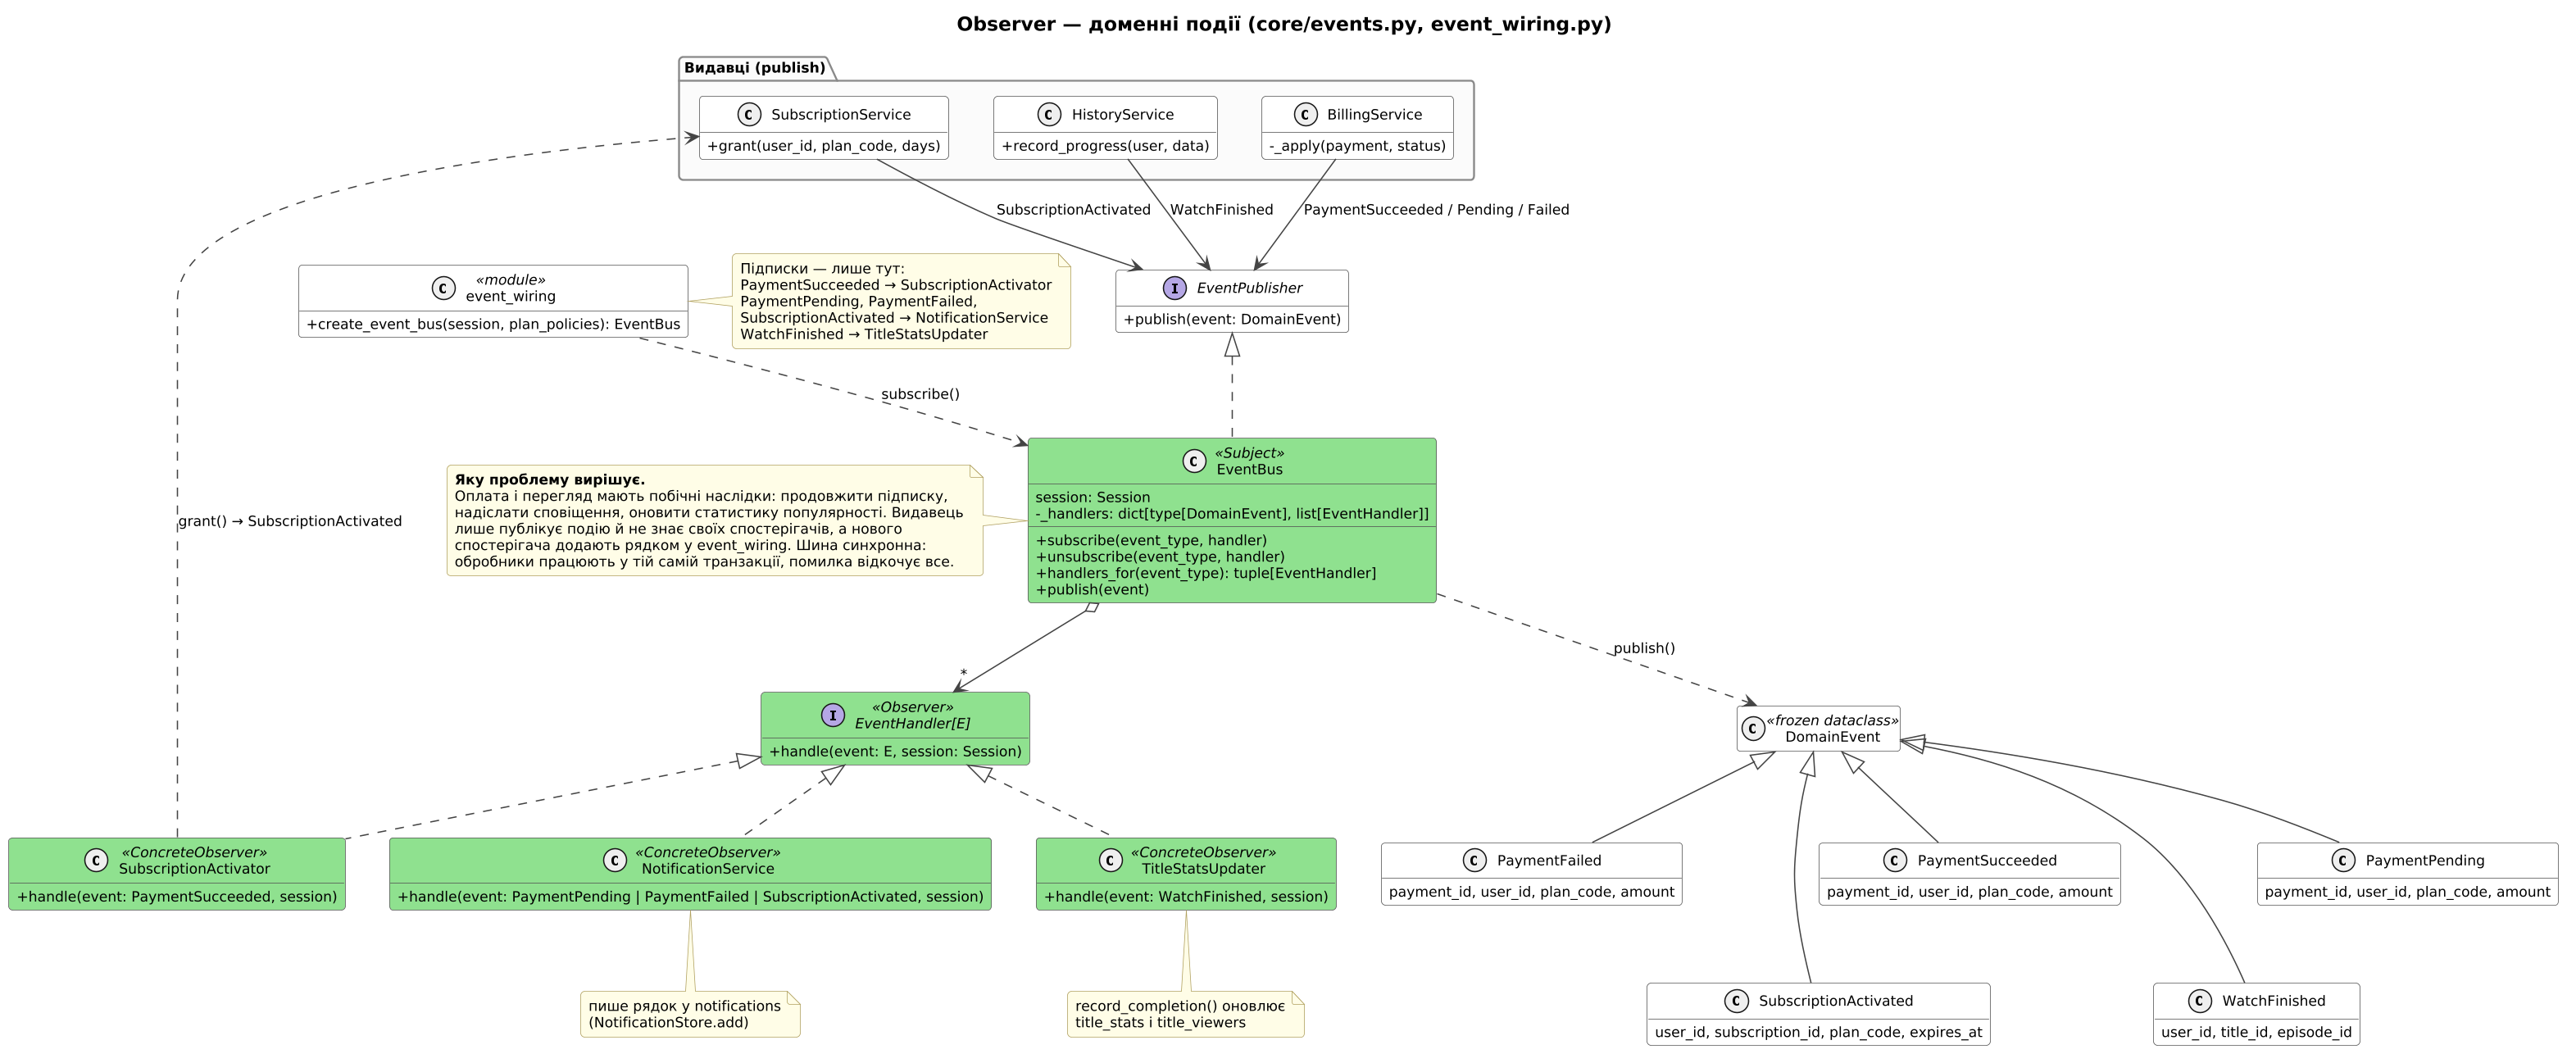 Observer — доменні події (core/events.py, event_wiring.py)
Видавці (publish)
C SubscriptionService
+grant(user_id, plan_code, days)
C HistoryService
+record_progress(user, data)
C BillingService
-_apply(payment, status)
SubscriptionActivated
WatchFinished
PaymentSucceeded / Pending / Failed
C «module»
event_wiring
+create_event_bus(session, plan_policies): EventBus
Підписки — лише тут:
PaymentSucceeded → SubscriptionActivator
PaymentPending, PaymentFailed,
SubscriptionActivated → NotificationService
WatchFinished → TitleStatsUpdater
I EventPublisher
+publish(event: DomainEvent)
subscribe()
Яку проблему вирішує.
Оплата і перегляд мають побічні наслідки: продовжити підписку,
надіслати сповіщення, оновити статистику популярності. Видавець
лише публікує подію й не знає своїх спостерігачів, а нового
спостерігача додають рядком у event_wiring. Шина синхронна:
обробники працюють у тій самій транзакції, помилка відкочує все.
C «Subject»
EventBus
session: Session
-_handlers: dict[type[DomainEvent], list[EventHandler]]
+subscribe(event_type, handler)
+unsubscribe(event_type, handler)
+handlers_for(event_type): tuple[EventHandler]
+publish(event)
grant() → SubscriptionActivated
publish()
*
I «Observer»
EventHandler[E]
+handle(event: E, session: Session)
C «frozen dataclass»
DomainEvent
C «ConcreteObserver»
SubscriptionActivator
+handle(event: PaymentSucceeded, session)
C «ConcreteObserver»
NotificationService
+handle(event: PaymentPending | PaymentFailed | SubscriptionActivated, session)
C «ConcreteObserver»
TitleStatsUpdater
+handle(event: WatchFinished, session)
C PaymentFailed
payment_id, user_id, plan_code, amount
C PaymentSucceeded
payment_id, user_id, plan_code, amount
C PaymentPending
payment_id, user_id, plan_code, amount
пише рядок у notifications
(NotificationStore.add)
record_completion() оновлює
title_stats і title_viewers
C SubscriptionActivated
user_id, subscription_id, plan_code, expires_at
C WatchFinished
user_id, title_id, episode_id